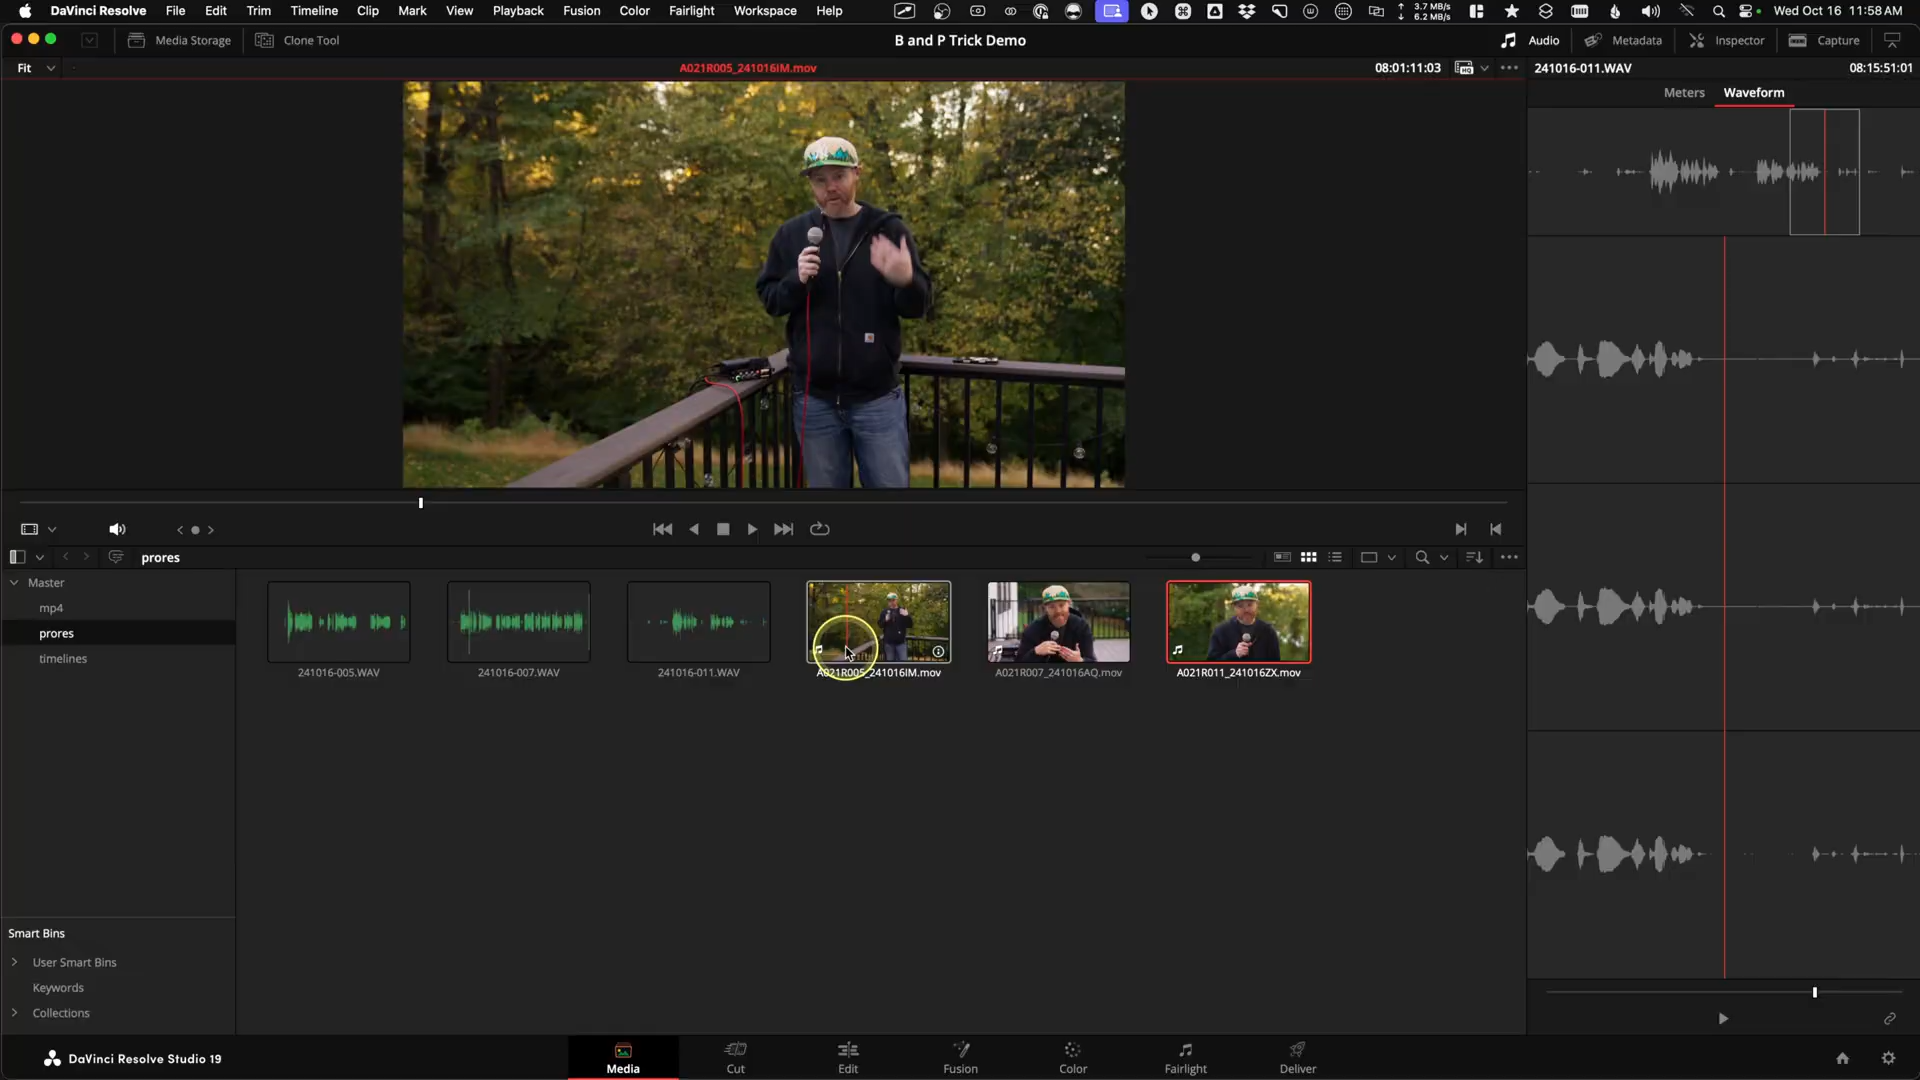 DaVinci Resolve File Edit Trim Timeline Clip Mark View Playback Fusion Color Fairlight Workspace Help 3.7 MB/s 6.2 MB/s Wed Oct 16 11:58 AM
Media Storage Clone Tool B and P Trick Demo Audio Metadata Inspector Capture
Fit A021R005_241016IM.mov 08:01:11:03 241016-011.WAV 08:15:51:01
Meters Waveform
prores
Master
mp4
prores
timelines
241016-005.WAV 241016-007.WAV 241016-011.WAV A021R005_241016IM.mov A021R007_241016AQ.mov A021R011_241016ZX.mov
Smart Bins
User Smart Bins
Keywords
Collections
DaVinci Resolve Studio 19 Media Cut Edit Fusion Color Fairlight Deliver